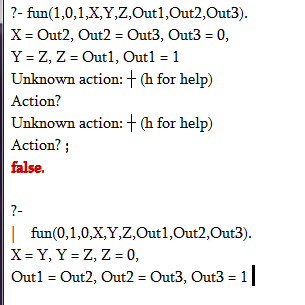 ?- fun(1,0,1,X,Y,Z,Out1,Out2,Out3).
X = Out2, Out2 = Out3, Out3 = 0,
Y = Z, Z = Out1, Out1 = 1
Unknown action: ┼ (h for help)
Action?
Unknown action: ┼ (h for help)
Action? ;
false.
?-
| fun(0,1,0,X,Y,Z,Out1,Out2,Out3).
X = Y, Y = Z, Z = 0,
Out1 = Out2, Out2 = Out3, Out3 = 1